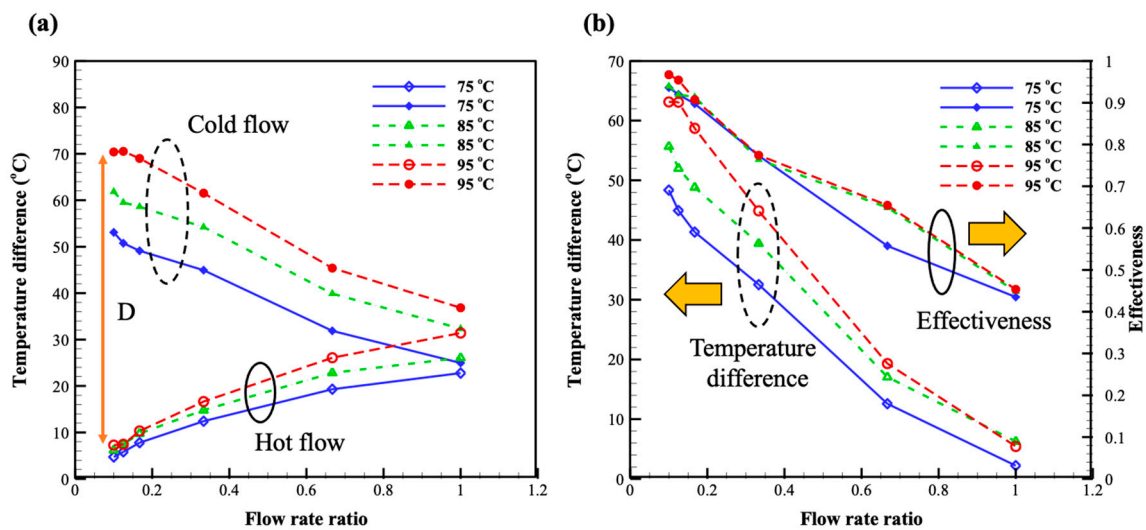 (a)
90
80
70
60
50
40
30
20
10
0
Temperature difference (°C)
0
0.2
0.4
0.6
0.8
1
1.2
Flow rate ratio
75 °C
75 °C
85 °C
85 °C
95 °C
95 °C
Cold flow
D
Hot flow
(b)
70
60
50
40
30
20
10
0
Temperature difference (°C)
0
0.2
0.4
0.6
0.8
1
1.2
Flow rate ratio
75 °C
75 °C
85 °C
85 °C
95 °C
95 °C
Temperature
difference
Effectiveness
1
0.9
0.8
0.7
0.6
0.5
0.4
0.3
0.2
0.1
0
Effectiveness